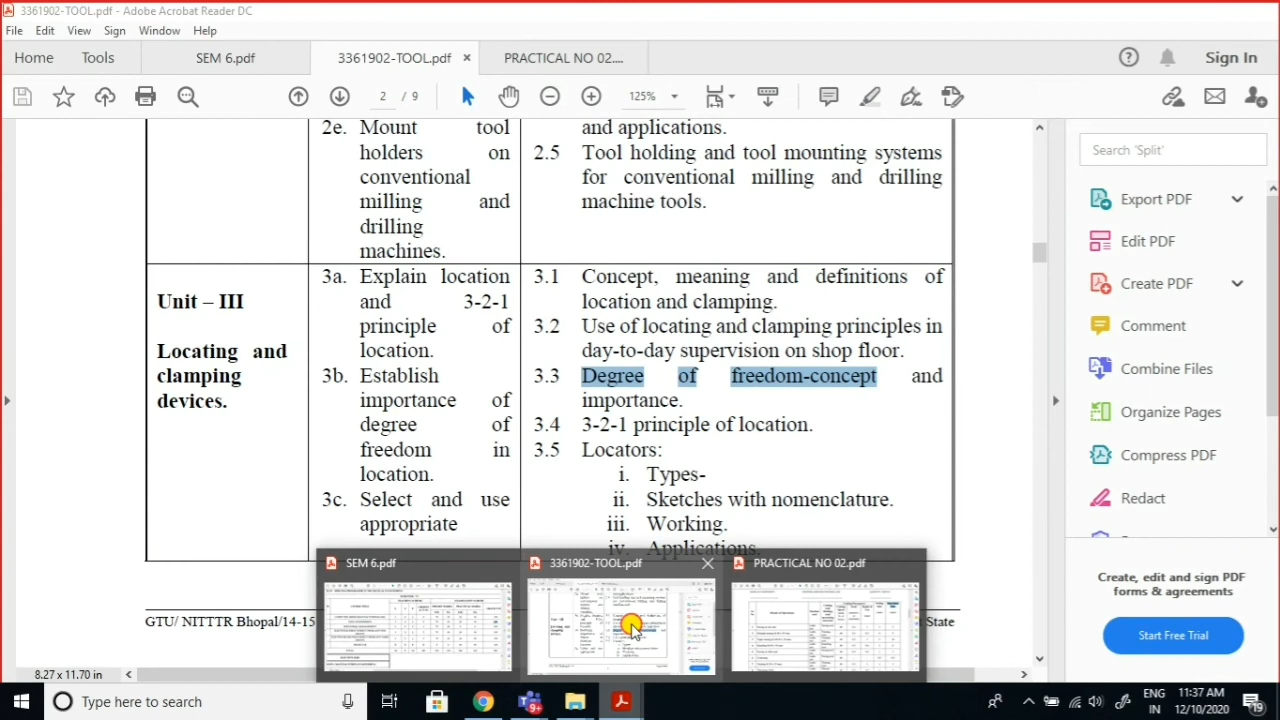 3361902-TOOL.pdf - Adobe Acrobat Reader DC
File Edit View Sign Window Help
Home Tools SEM 6.pdf 3361902-TOOL.pdf × PRACTICAL NO 02.... Sign In
2 / 9 125%
2e. Mount tool
holders on
conventional
milling and
drilling
machines.
and applications.
2.5 Tool holding and tool mounting systems
for conventional milling and drilling
machine tools.
Unit – III
Locating and
clamping
devices.
3a. Explain location
and 3-2-1
principle of
location.
3b. Establish
importance of
degree of
freedom in
location.
3c. Select and use
appropriate
3.1 Concept, meaning and definitions of
location and clamping.
3.2 Use of locating and clamping principles in
day-to-day supervision on shop floor.
3.3 Degree of freedom-concept and
importance.
3.4 3-2-1 principle of location.
3.5 Locators:
i. Types-
ii. Sketches with nomenclature.
iii. Working.
iv. Applications.
GTU/ NITTTR Bhopal/14-15
State
Search 'Split'
Export PDF
Edit PDF
Create PDF
Comment
Combine Files
Organize Pages
Compress PDF
Redact
Create, edit and sign PDF
forms & agreements
Start Free Trial
SEM 6.pdf 3361902-TOOL.pdf PRACTICAL NO 02.pdf
8.27 x 11.70 in
Type here to search
9+
ENG
IN
11:37 AM
12/10/2020
19